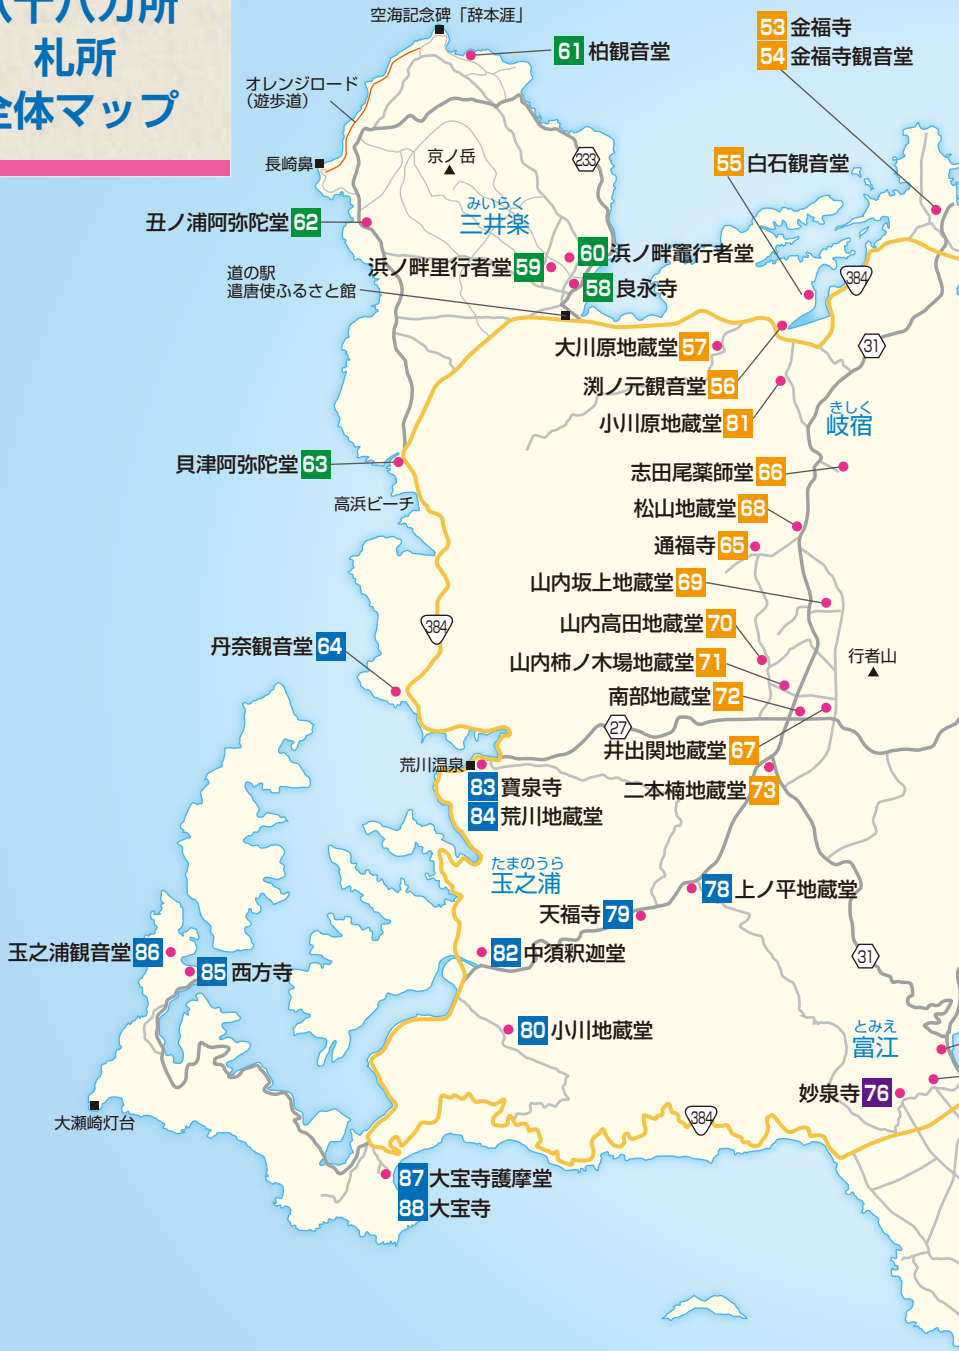 八十八カ所
札所
全体マップ
空海記念碑「辞本涯」
61 柏観音堂
53 金福寺
54 金福寺観音堂
オレンジロード
（遊歩道）
長崎鼻
京ノ岳
233
55 白石観音堂
みいらく
三井楽
丑ノ浦阿弥陀堂 62
60 浜ノ畔竈行者堂
浜ノ畔里行者堂 59
58 良永寺
道の駅
遣唐使ふるさと館
384
31
大川原地蔵堂 57
渕ノ元観音堂 56
小川原地蔵堂 81
きしく
岐宿
貝津阿弥陀堂 63
志田尾薬師堂 66
高浜ビーチ
松山地蔵堂 68
通福寺 65
山内坂上地蔵堂 69
384
山内高田地蔵堂 70
丹奈観音堂 64
山内柿ノ木場地蔵堂 71
行者山
南部地蔵堂 72
27
井出関地蔵堂 67
荒川温泉
83 寶泉寺
二本楠地蔵堂 73
84 荒川地蔵堂
たまのうら
玉之浦
78 上ノ平地蔵堂
天福寺 79
玉之浦観音堂 86
82 中須釈迦堂
31
85 西方寺
80 小川地蔵堂
とみえ
富江
妙泉寺 76
大瀬崎灯台
384
87 大宝寺護摩堂
88 大宝寺